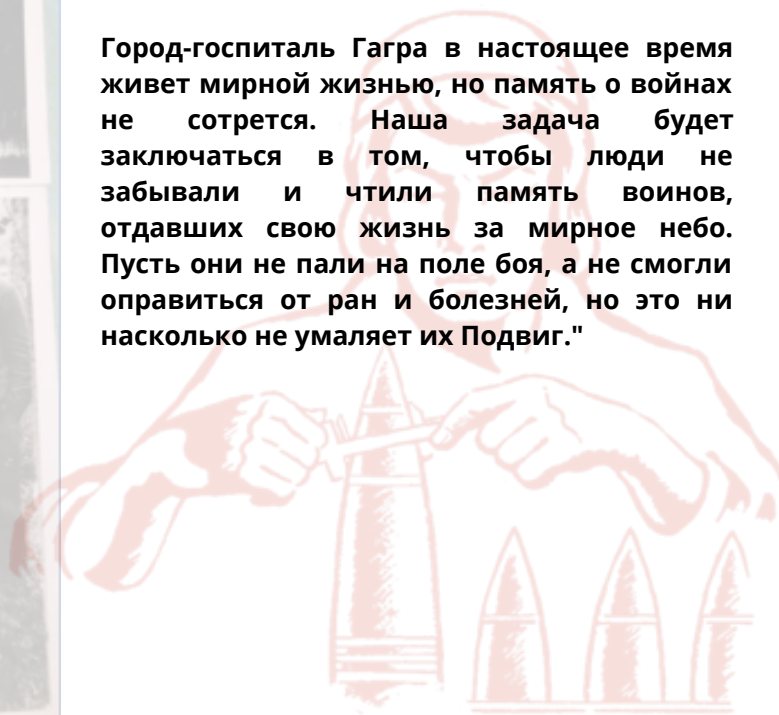 Город-госпиталь Гагра в настоящее время
живет мирной жизнью, но память о войнах
не сотрется. Наша задача будет
заключаться в том, чтобы люди не
забывали и чтили память воинов,
отдавших свою жизнь за мирное небо.
Пусть они не пали на поле боя, а не смогли
оправиться от ран и болезней, но это ни
насколько не умаляет их Подвиг."